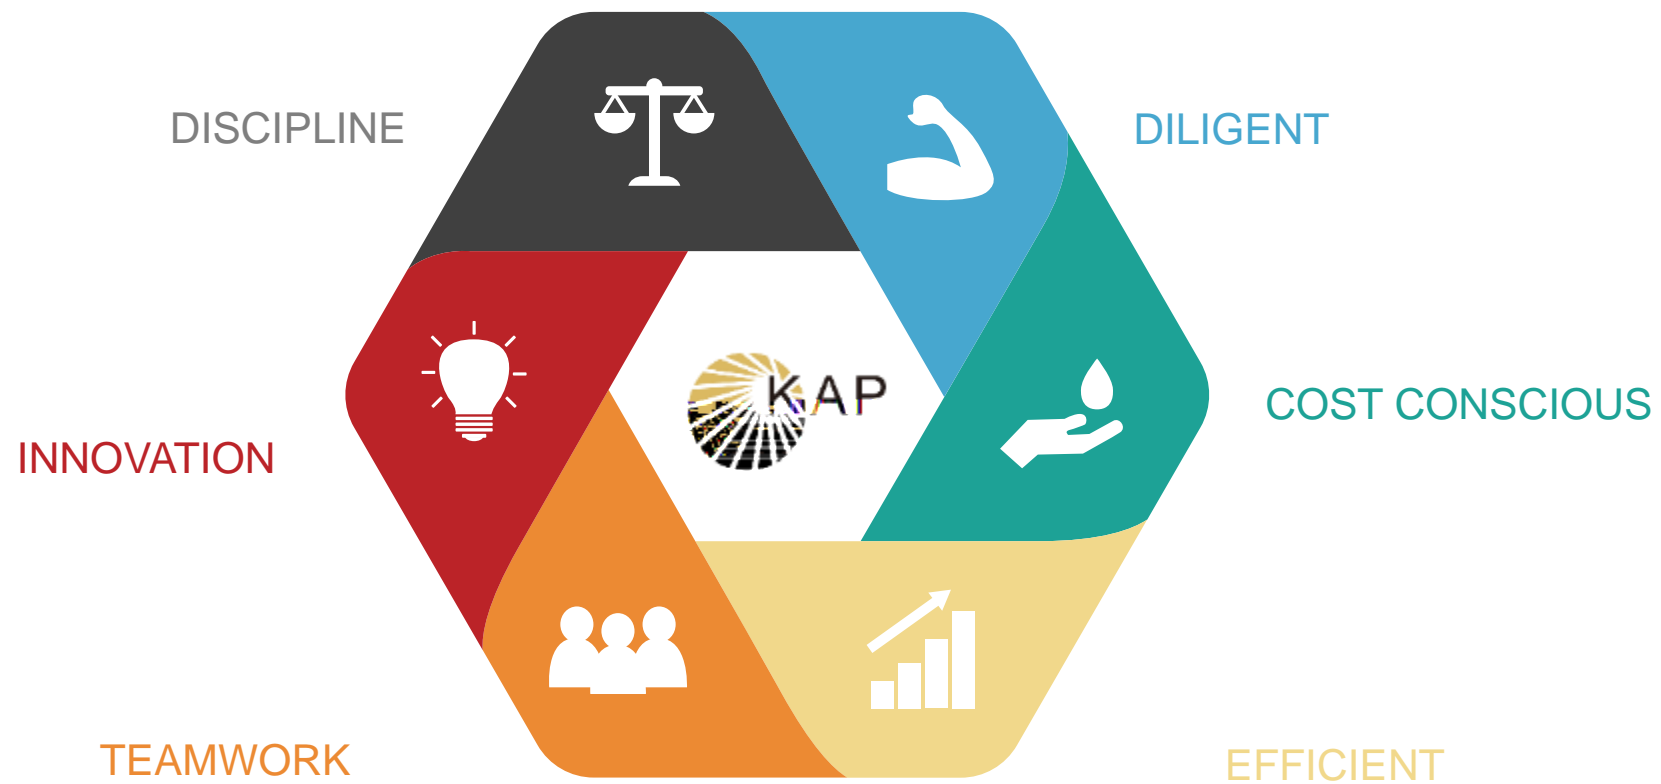 DISCIPLINE
DILIGENT
KAP
COST CONSCIOUS
INNOVATION
TEAMWORK
EFFICIENT